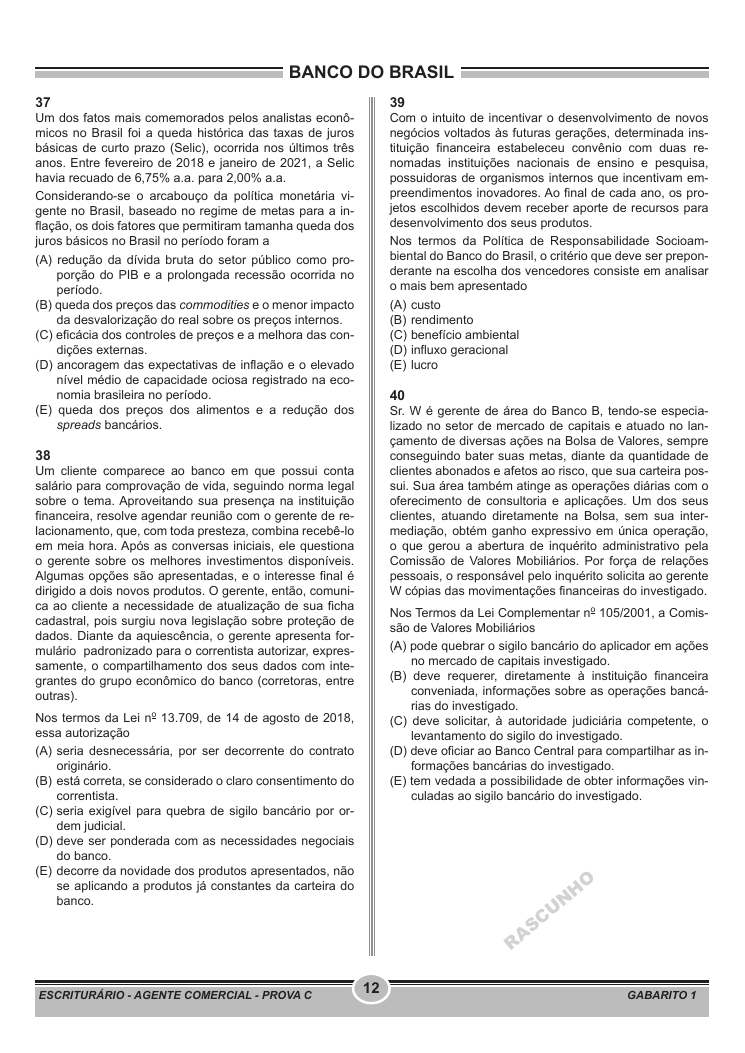 BANCO DO BRASIL
37
Um dos fatos mais comemorados pelos analistas econô-
micos no Brasil foi a queda histórica das taxas de juros
básicas de curto prazo (Selic), ocorrida nos últimos três
anos. Entre fevereiro de 2018 e janeiro de 2021, a Selic
havia recuado de 6,75% a.a. para 2,00% a.a.
Considerando-se o arcabouço da política monetária vi-
gente no Brasil, baseado no regime de metas para a in-
flação, os dois fatores que permitiram tamanha queda dos
juros básicos no Brasil no período foram a
(A) redução da dívida bruta do setor público como pro-
porção do PIB e a prolongada recessão ocorrida no
período.
(B) queda dos preços das commodities e o menor impacto
da desvalorização do real sobre os preços internos.
(C) eficácia dos controles de preços e a melhora das con-
dições externas.
(D) ancoragem das expectativas de inflação e o elevado
nível médio de capacidade ociosa registrado na eco-
nomia brasileira no período.
(E) queda dos preços dos alimentos e a redução dos
spreads bancários.
38
Um cliente comparece ao banco em que possui conta
salário para comprovação de vida, seguindo norma legal
sobre o tema. Aproveitando sua presença na instituição
financeira, resolve agendar reunião com o gerente de re-
lacionamento, que, com toda presteza, combina recebê-lo
em meia hora. Após as conversas iniciais, ele questiona
o gerente sobre os melhores investimentos disponíveis.
Algumas opções são apresentadas, e o interesse final é
dirigido a dois novos produtos. O gerente, então, comuni-
ca ao cliente a necessidade de atualização de sua ficha
cadastral, pois surgiu nova legislação sobre proteção de
dados. Diante da aquiescência, o gerente apresenta for-
mulário padronizado para o correntista autorizar, expres-
samente, o compartilhamento dos seus dados com inte-
grantes do grupo econômico do banco (corretoras, entre
outras).
Nos termos da Lei nº 13.709, de 14 de agosto de 2018,
essa autorização
(A) seria desnecessária, por ser decorrente do contrato
originário.
(B) está correta, se considerado o claro consentimento do
correntista.
(C) seria exigível para quebra de sigilo bancário por or-
dem judicial.
(D) deve ser ponderada com as necessidades negociais
do banco.
(E) decorre da novidade dos produtos apresentados, não
se aplicando a produtos já constantes da carteira do
banco.
39
Com o intuito de incentivar o desenvolvimento de novos
negócios voltados às futuras gerações, determinada ins-
tituição financeira estabeleceu convênio com duas re-
nomadas instituições nacionais de ensino e pesquisa,
possuidoras de organismos internos que incentivam em-
preendimentos inovadores. Ao final de cada ano, os pro-
jetos escolhidos devem receber aporte de recursos para
desenvolvimento dos seus produtos.
Nos termos da Política de Responsabilidade Socioam-
biental do Banco do Brasil, o critério que deve ser prepon-
derante na escolha dos vencedores consiste em analisar
o mais bem apresentado
(A) custo
(B) rendimento
(C) benefício ambiental
(D) influxo geracional
(E) lucro
40
Sr. W é gerente de área do Banco B, tendo-se especia-
lizado no setor de mercado de capitais e atuado no lan-
çamento de diversas ações na Bolsa de Valores, sempre
conseguindo bater suas metas, diante da quantidade de
clientes abonados e afetos ao risco, que sua carteira pos-
sui. Sua área também atinge as operações diárias com o
oferecimento de consultoria e aplicações. Um dos seus
clientes, atuando diretamente na Bolsa, sem sua inter-
mediação, obtém ganho expressivo em única operação,
o que gerou a abertura de inquérito administrativo pela
Comissão de Valores Mobiliários. Por força de relações
pessoais, o responsável pelo inquérito solicita ao gerente
W cópias das movimentações financeiras do investigado.
Nos Termos da Lei Complementar nº 105/2001, a Comis-
são de Valores Mobiliários
(A) pode quebrar o sigilo bancário do aplicador em ações
no mercado de capitais investigado.
(B) deve requerer, diretamente à instituição financeira
conveniada, informações sobre as operações bancá-
rias do investigado.
(C) deve solicitar, à autoridade judiciária competente, o
levantamento do sigilo do investigado.
(D) deve oficiar ao Banco Central para compartilhar as in-
formações bancárias do investigado.
(E) tem vedada a possibilidade de obter informações vin-
culadas ao sigilo bancário do investigado.
RASCUNHO
ESCRITURÁRIO - AGENTE COMERCIAL - PROVA C
12
GABARITO 1